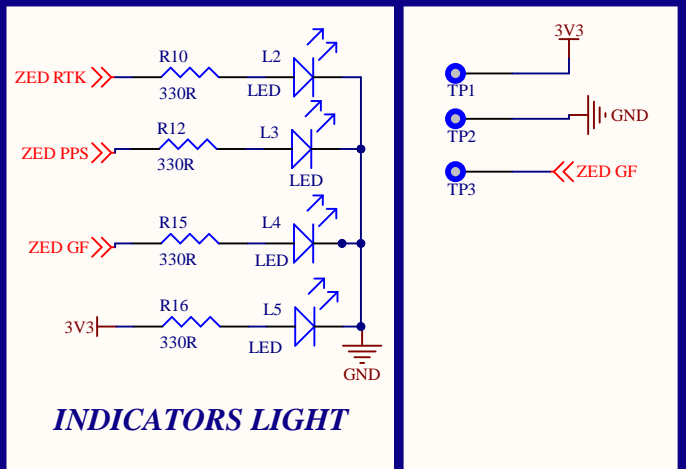 R10
L2
ZED RTK
330R
LED
R12
L3
ZED PPS
330R
LED
R15
L4
ZED GF
330R
LED
R16
L5
3V3
330R
LED
GND
INDICATORS LIGHT
3V3
TP1
GND
TP2
ZED GF
TP3